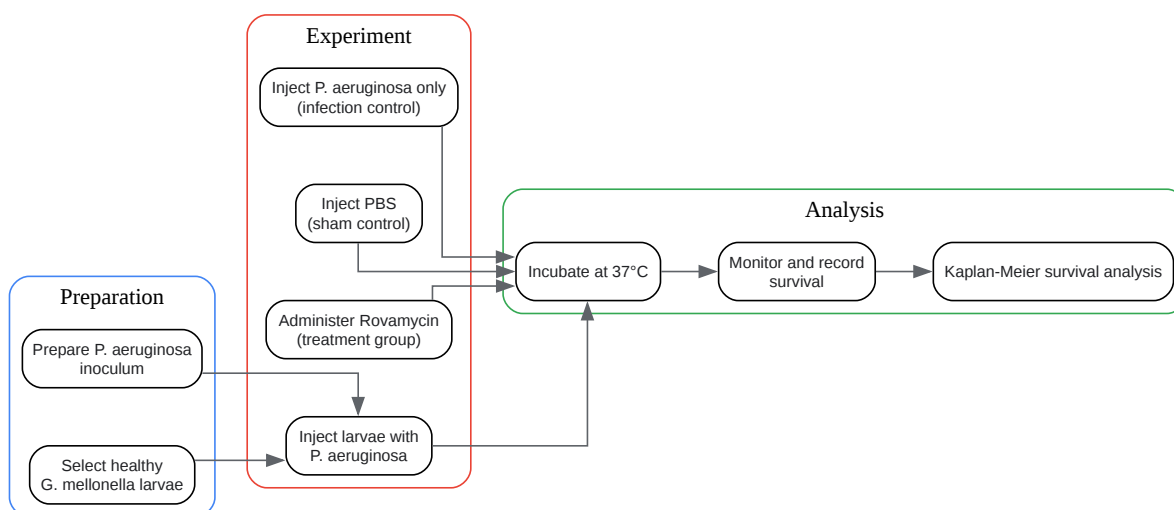 Experiment
Inject P. aeruginosa only
(infection control)
Inject PBS
(sham control)
Administer Rovamycin
(treatment group)
Inject larvae with
P. aeruginosa
Preparation
Prepare P. aeruginosa
inoculum
Select healthy
G. mellonella larvae
Analysis
Incubate at 37°C
Monitor and record
survival
Kaplan-Meier survival analysis